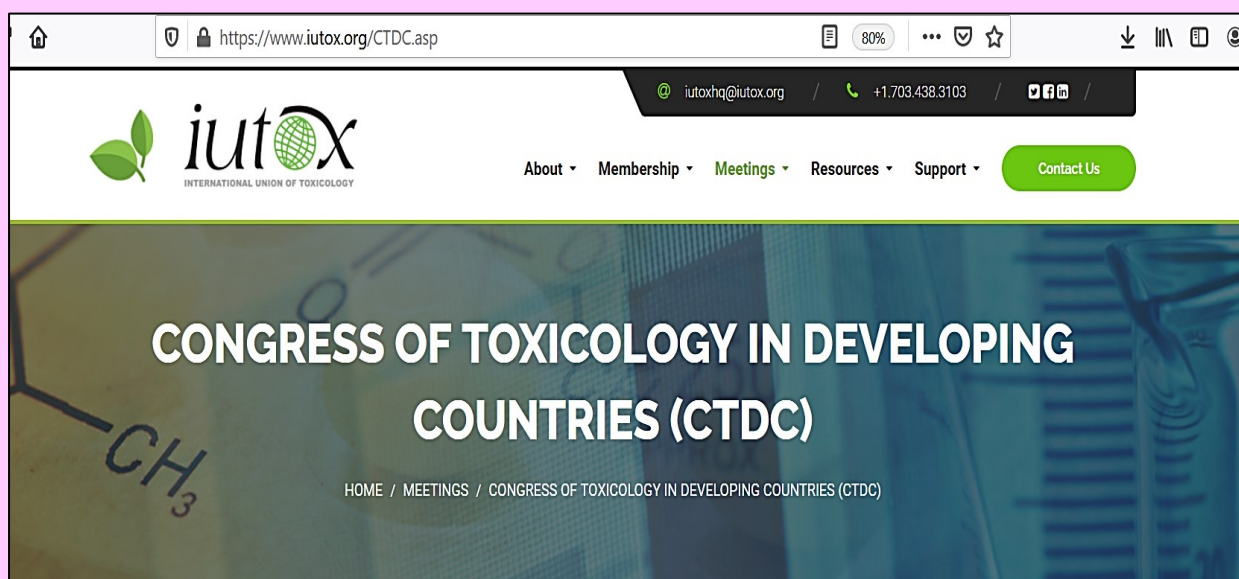 https://www.iutox.org/CTDC.asp
80%
iutoxhq@iutox.org / +1.703.438.3103 / /
iutox
INTERNATIONAL UNION OF TOXICOLOGY
About Membership Meetings Resources Support Contact Us
CONGRESS OF TOXICOLOGY IN DEVELOPING
COUNTRIES (CTDC)
HOME / MEETINGS / CONGRESS OF TOXICOLOGY IN DEVELOPING COUNTRIES (CTDC)
CH3